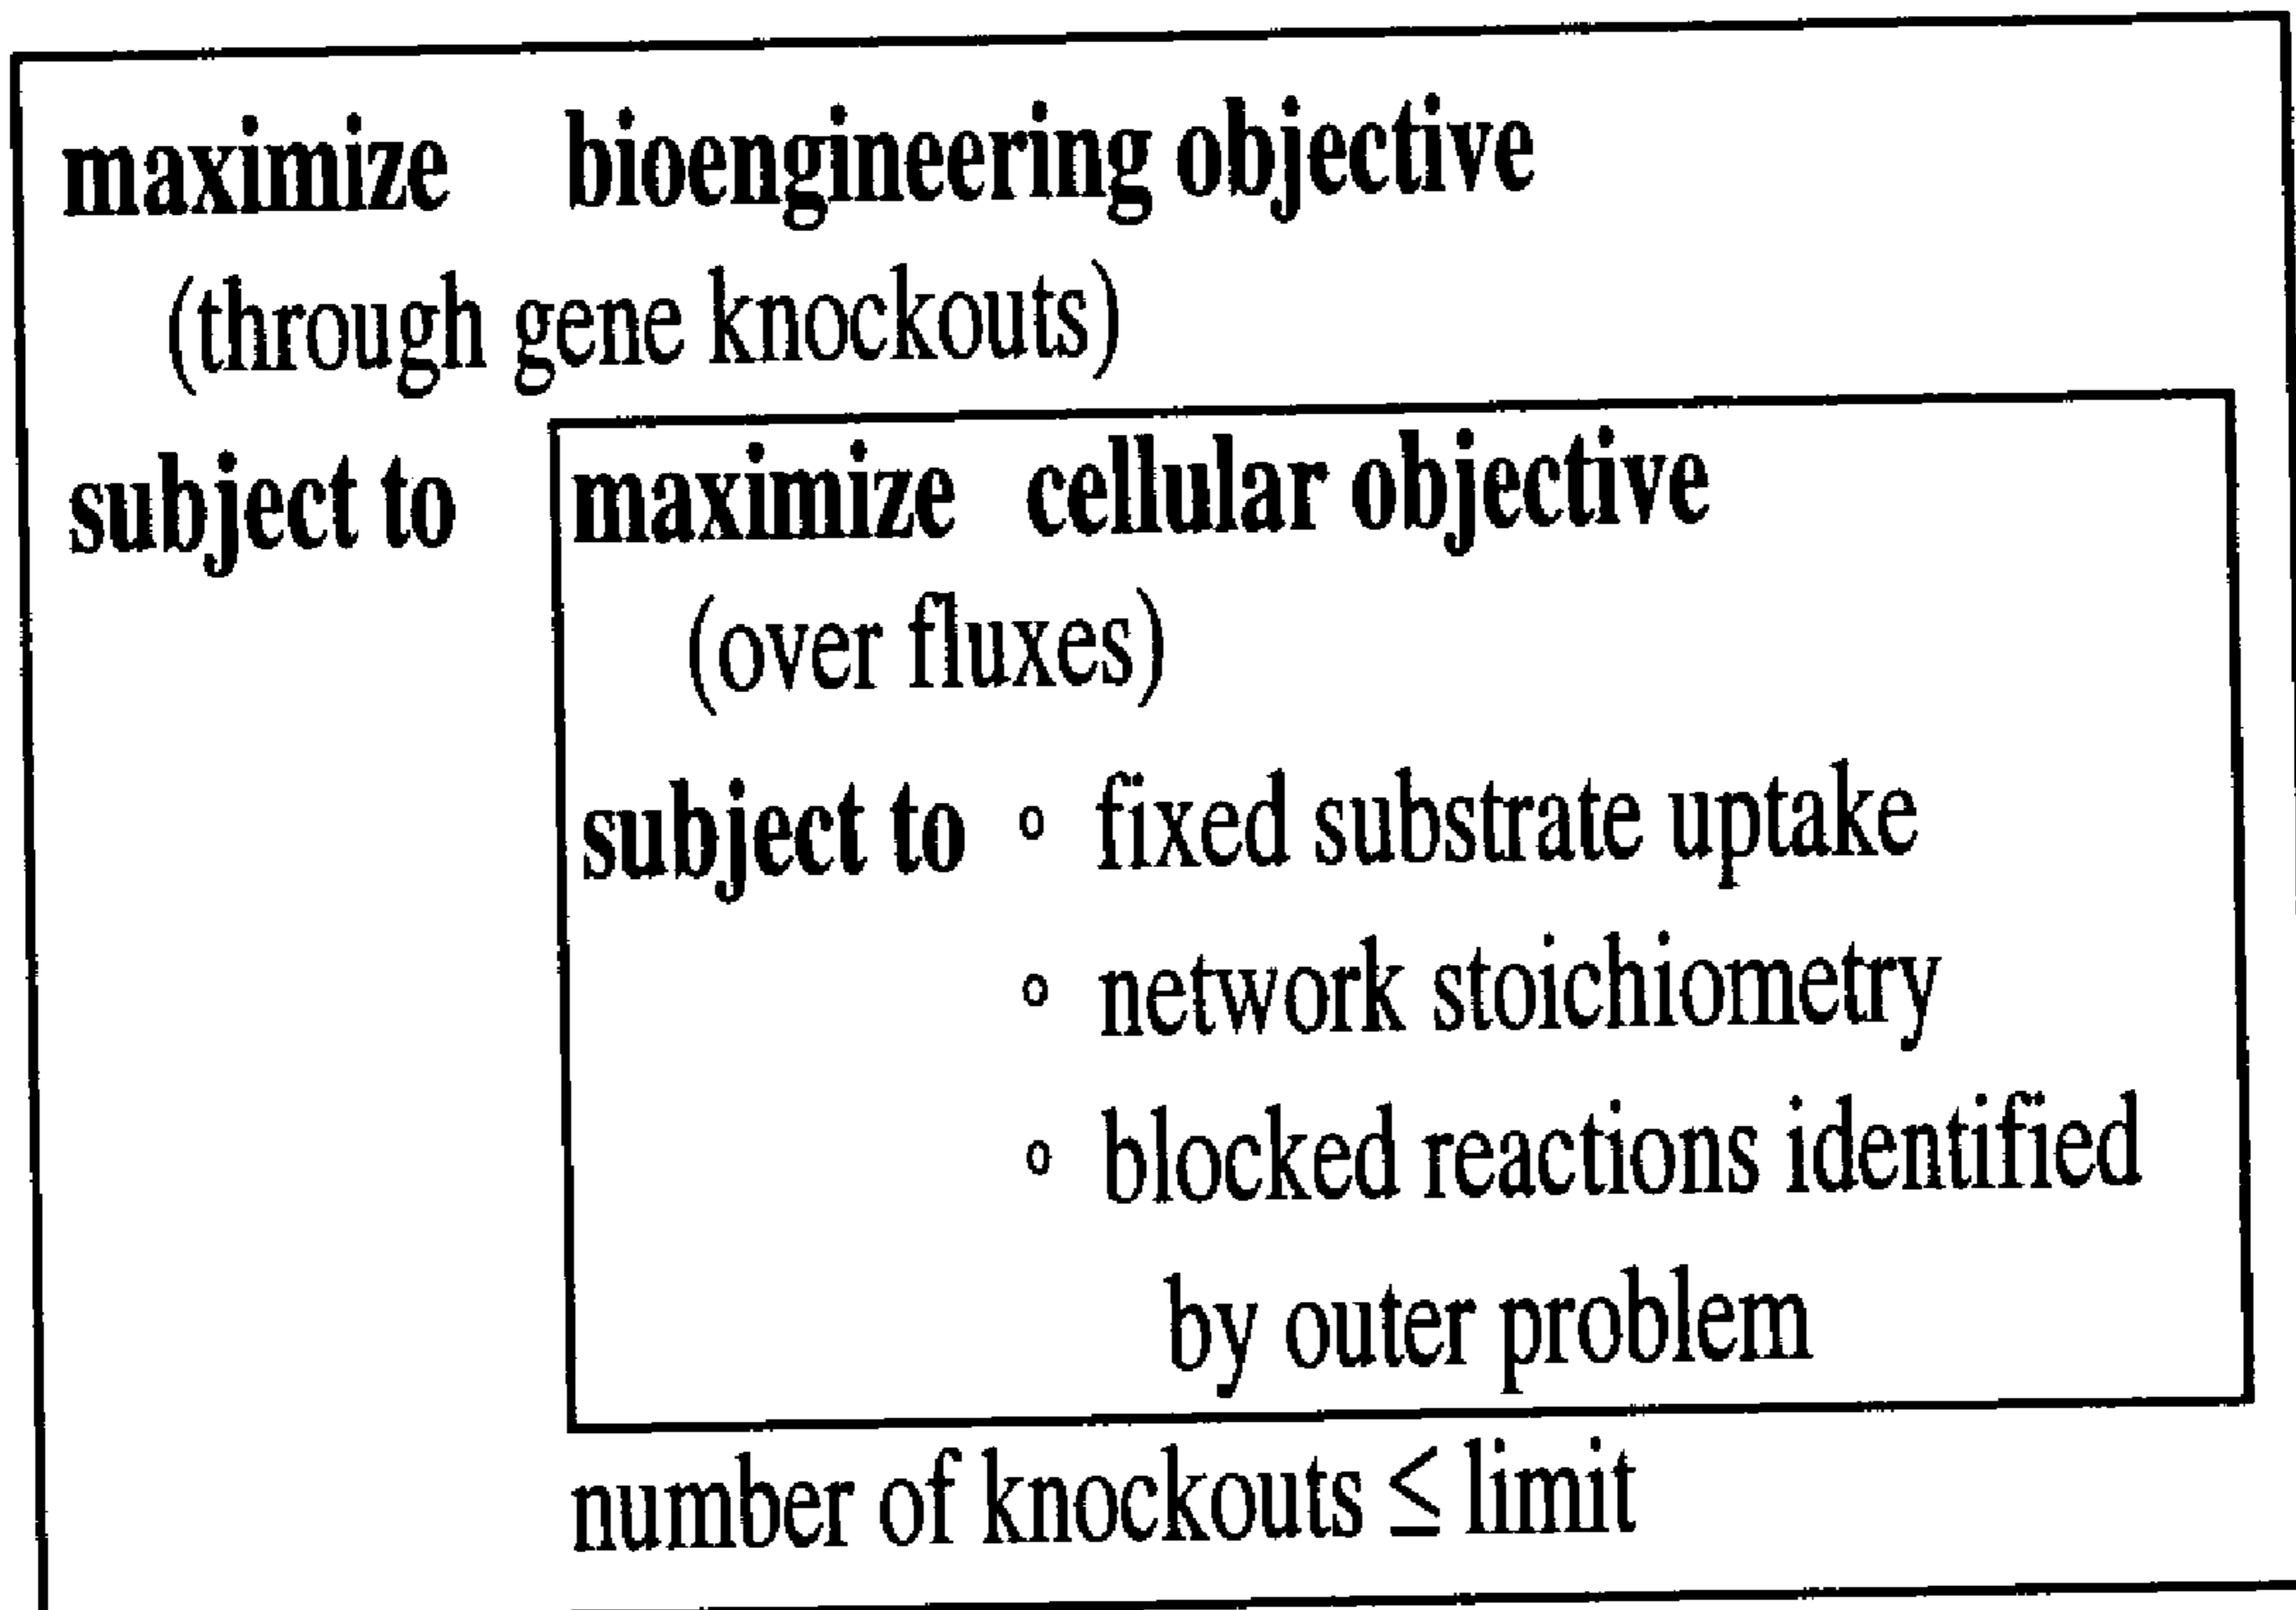 maximize bioengineering objective
(through gene knockouts)
subject to maximize cellular objective
(over fluxes)
subject to ∘ fixed substrate uptake
∘ network stoichiometry
∘ blocked reactions identified
by outer problem
number of knockouts ≤ limit